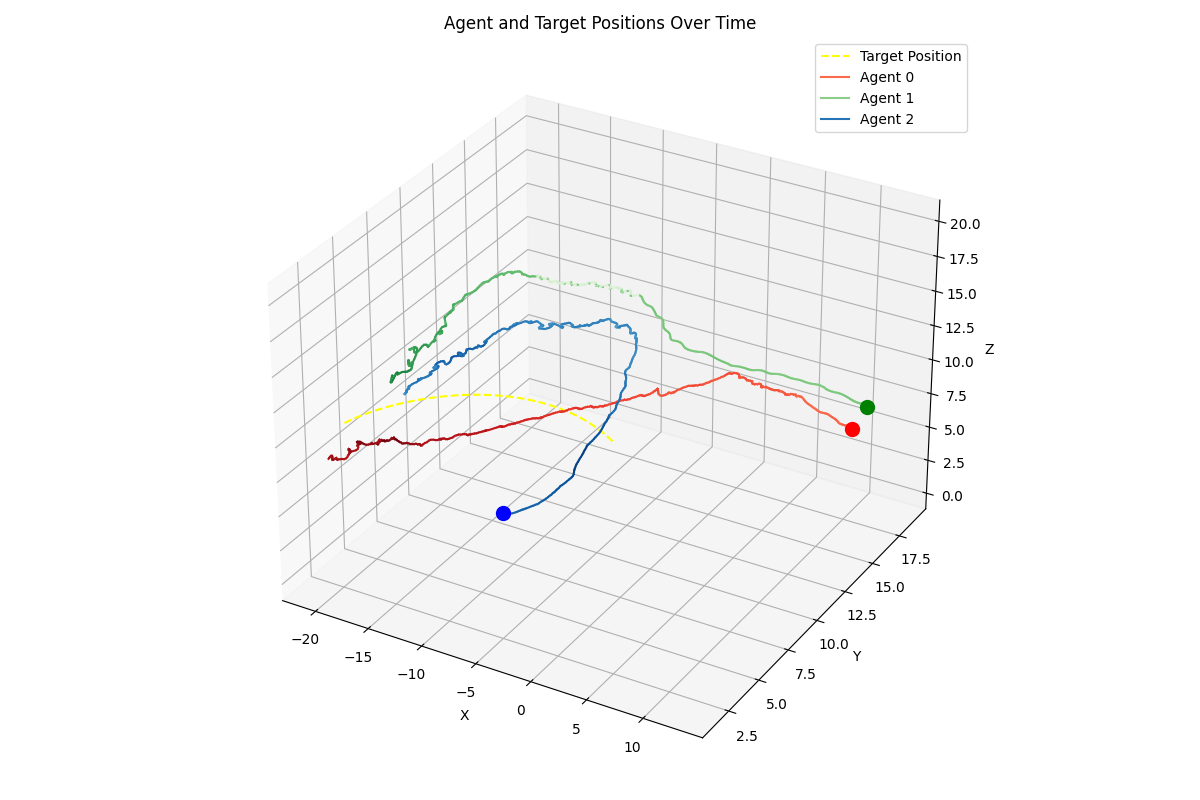 Agent and Target Positions Over Time
Target Position
Agent 0
Agent 1
Agent 2
20.0
17.5
15.0
12.5
10.0
7.5
5.0
2.5
0.0
Z
17.5
15.0
12.5
10.0
7.5
5.0
2.5
Y
−20
−15
−10
−5
0
5
10
X